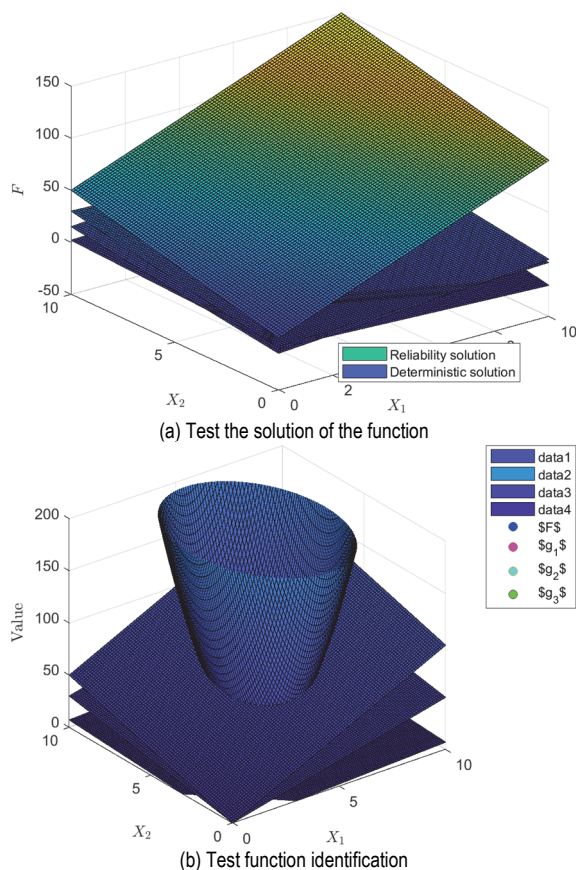 150
100
50
0
-50
F
10
5
0
X2
0
2
8
10
X1
Reliability solution
Deterministic solution
(a) Test the solution of the function
data1
data2
data3
data4
$F$
$g_1$
$g_2$
$g_3$
200
150
100
50
0
Value
10
5
0
X2
0
5
10
X1
(b) Test function identification